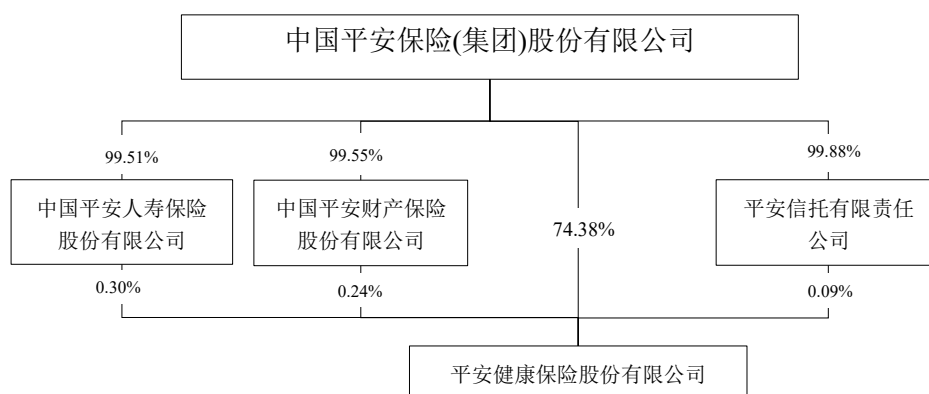 中国平安保险(集团)股份有限公司
99.51%
99.55%
99.88%
中国平安人寿保险
股份有限公司
中国平安财产保险
股份有限公司
74.38%
平安信托有限责任
公司
0.30%
0.24%
0.09%
平安健康保险股份有限公司